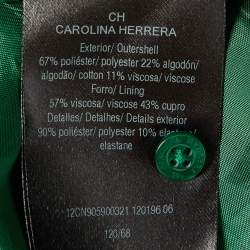 CH
CAROLINA HERRERA
Exterior/ Outershell
67% poliéster/ polyester 22% algodón/
algodão/ cotton 11% viscosa/ viscose
Forro/ Lining
57% viscosa/ viscose 43% cupro
Detalles/ Detalhes/ Details exterior
90% poliéster/ polyester 10% elastano/
elastane
12CN905900321 120196 06
120/68